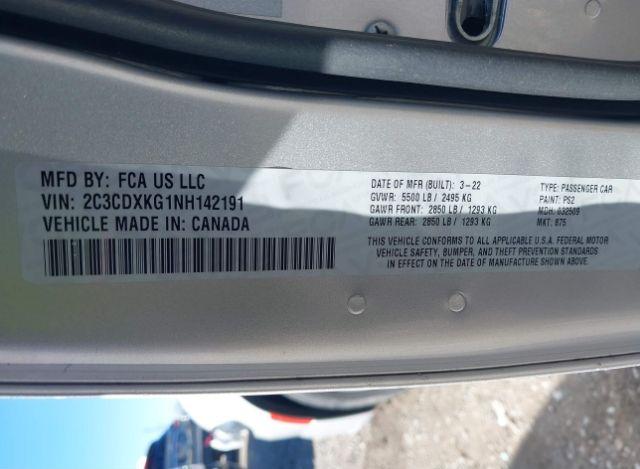 MFD BY: FCA US LLC
VIN: 2C3CDXKG1NH142191
VEHICLE MADE IN: CANADA
DATE OF MFR (BUILT): 3-22
GVWR: 5500 LB / 2495 KG
GAWR FRONT: 2850 LB / 1293 KG
GAWR REAR: 2850 LB / 1293 KG
TYPE: PASSENGER CAR
PAINT: PS2
MDH: 032509
MKT: 875
THIS VEHICLE CONFORMS TO ALL APPLICABLE U.S.A. FEDERAL MOTOR
VEHICLE SAFETY, BUMPER, AND THEFT PREVENTION STANDARDS
IN EFFECT ON THE DATE OF MANUFACTURE SHOWN ABOVE.